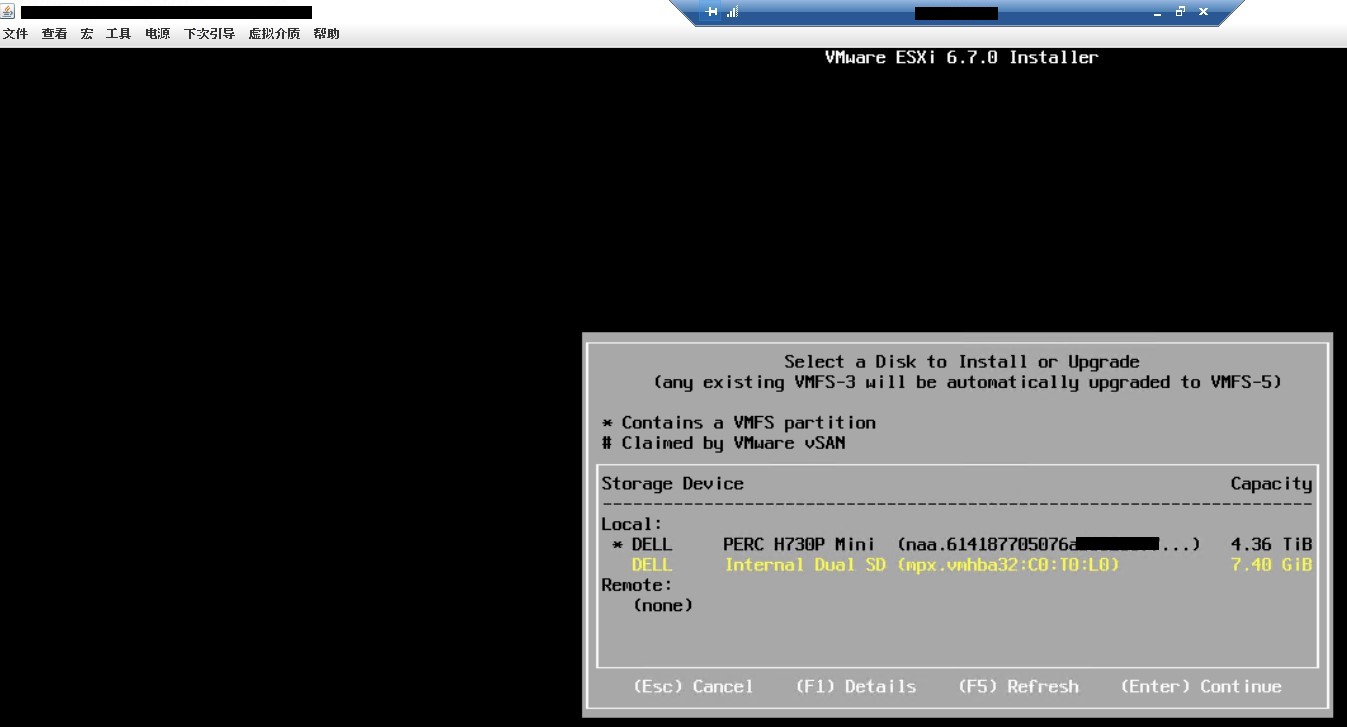 文件 查看 宏 工具 电源 下次引导 虚拟介质 帮助
VMware ESXi 6.7.0 Installer
Select a Disk to Install or Upgrade
(any existing VMFS-3 will be automatically upgraded to VMFS-5)
* Contains a VMFS partition
# Claimed by VMware vSAN
Storage Device Capacity
--------------------------------------------------------------------------------
Local:
* DELL PERC H730P Mini (naa.614187705076a ...) 4.36 TiB
DELL Internal Dual SD (mpx.vmhba32:C0:T0:L0) 7.40 GiB
Remote:
(none)
(Esc) Cancel (F1) Details (F5) Refresh (Enter) Continue